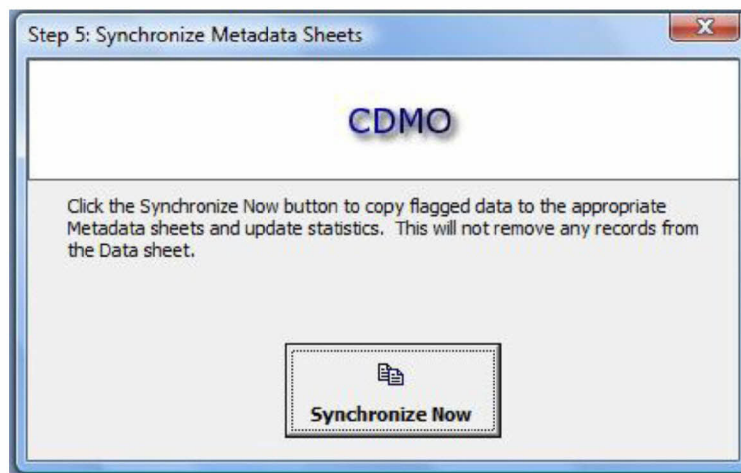 Step 5: Synchronize Metadata Sheets
CDMO
Click the Synchronize Now button to copy flagged data to the appropriate
Metadata sheets and update statistics.  This will not remove any records from
the Data sheet.
Synchronize Now